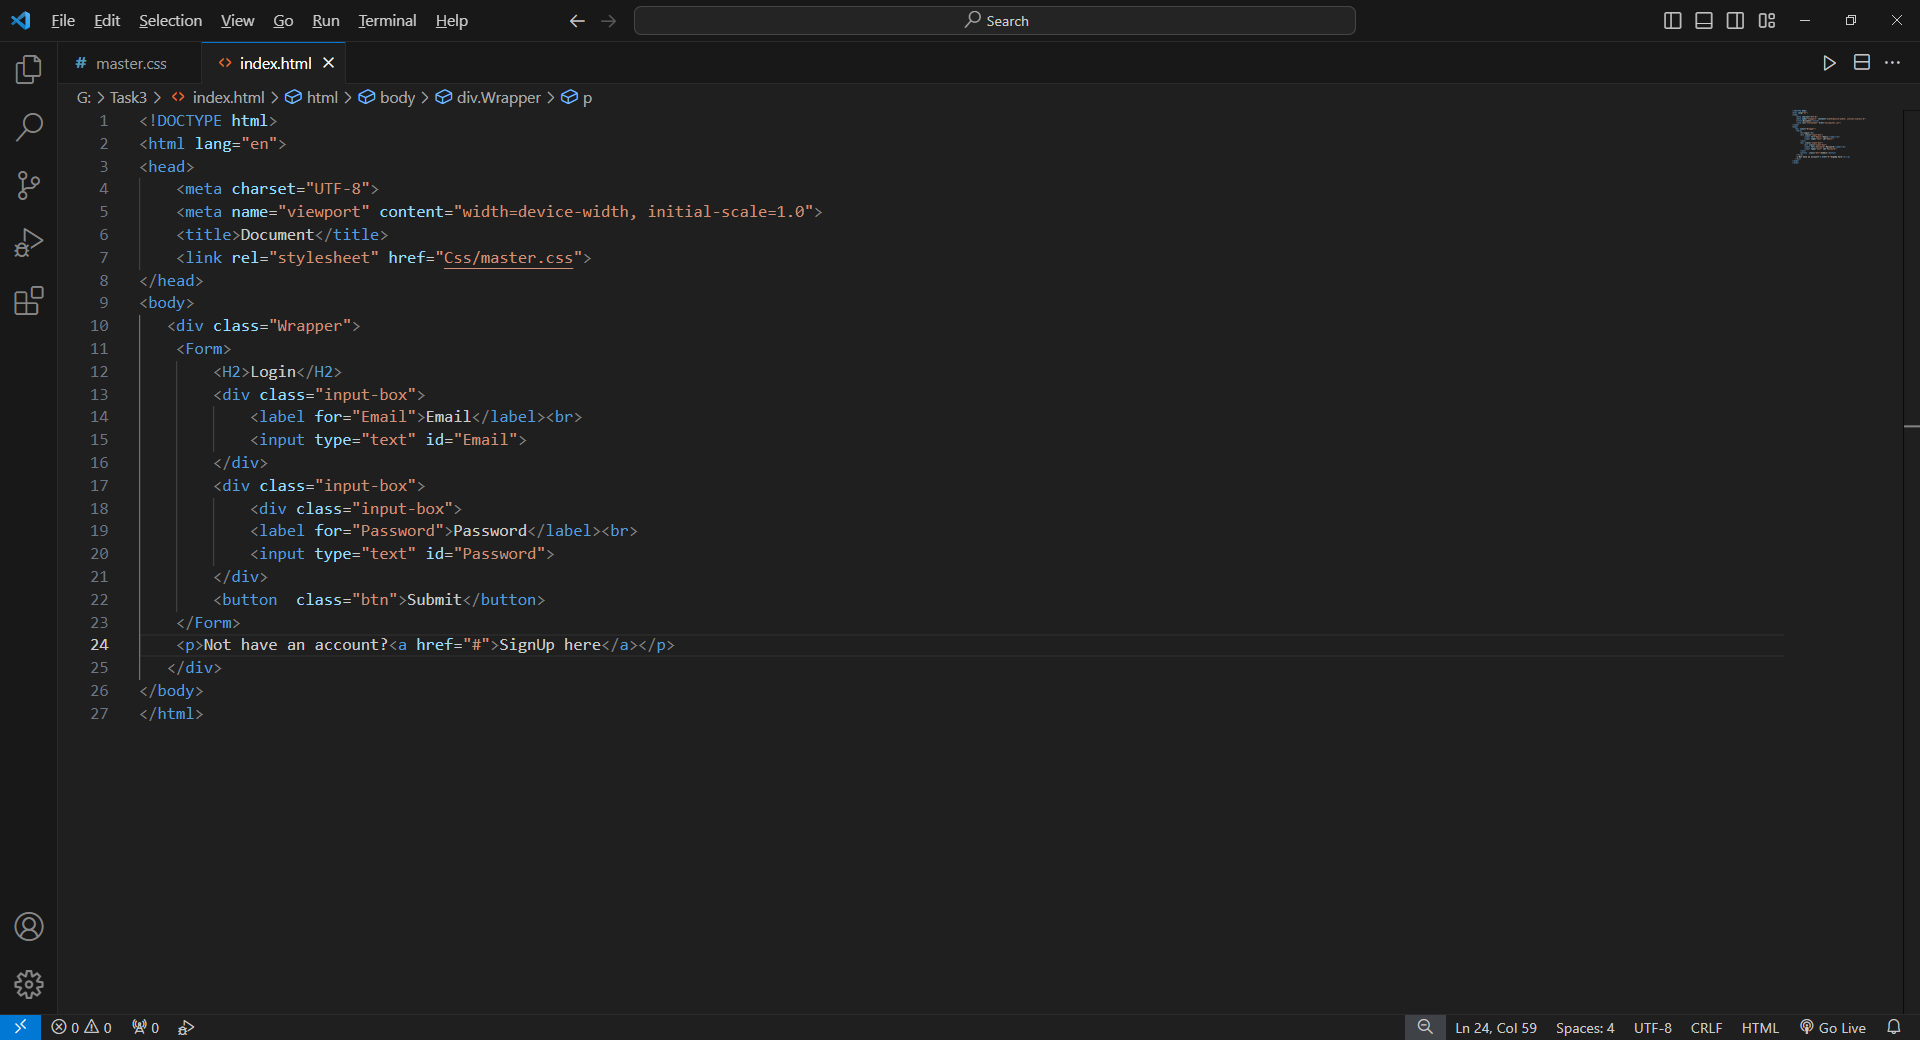 File Edit Selection View Go Run Terminal Help Search
# master.css <> index.html
G: > Task3 > <> index.html > html > body > div.Wrapper > p
1 <!DOCTYPE html>
2 <html lang="en">
3 <head>
4 <meta charset="UTF-8">
5 <meta name="viewport" content="width=device-width, initial-scale=1.0">
6 <title>Document</title>
7 <link rel="stylesheet" href="Css/master.css">
8 </head>
9 <body>
10 <div class="Wrapper">
11 <Form>
12 <H2>Login</H2>
13 <div class="input-box">
14 <label for="Email">Email</label><br>
15 <input type="text" id="Email">
16 </div>
17 <div class="input-box">
18 <div class="input-box">
19 <label for="Password">Password</label><br>
20 <input type="text" id="Password">
21 </div>
22 <button  class="btn">Submit</button>
23 </Form>
24 <p>Not have an account?<a href="#">SignUp here</a></p>
25 </div>
26 </body>
27 </html>
0 0 0 Ln 24, Col 59 Spaces: 4 UTF-8 CRLF HTML Go Live